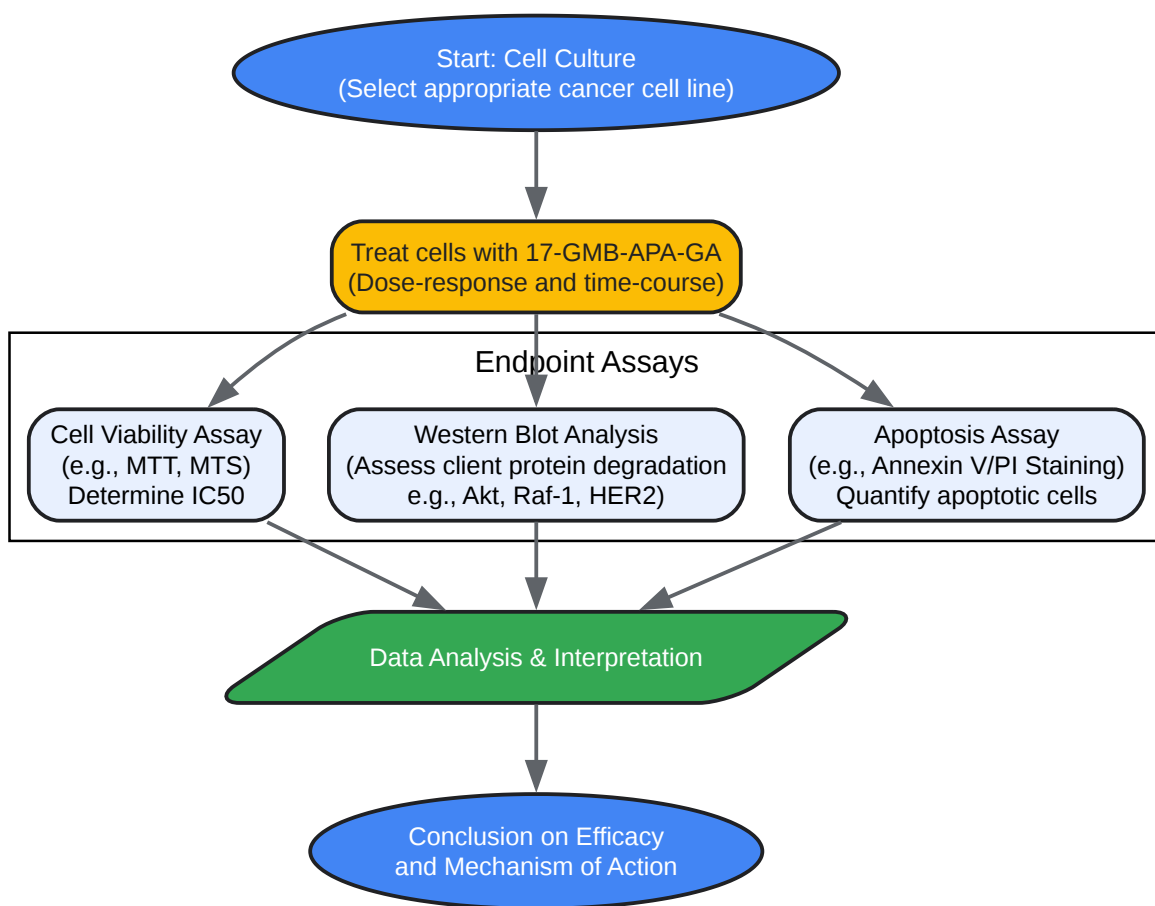 Start: Cell Culture
(Select appropriate cancer cell line)
Treat cells with 17-GMB-APA-GA
(Dose-response and time-course)
Endpoint Assays
Cell Viability Assay
(e.g., MTT, MTS)
Determine IC50
Western Blot Analysis
(Assess client protein degradation
e.g., Akt, Raf-1, HER2)
Apoptosis Assay
(e.g., Annexin V/PI Staining)
Quantify apoptotic cells
Data Analysis & Interpretation
Conclusion on Efficacy
and Mechanism of Action